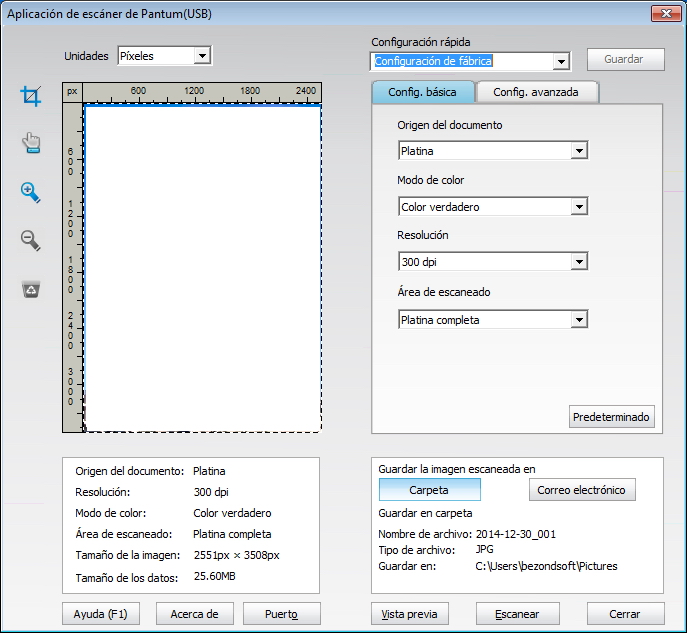 Aplicación de escáner de Pantum(USB)
Unidades Píxeles
px 600 1200 1800 2400
600
1200
1800
2400
3000
Configuración rápida
Configuración de fábrica Guardar
Config. básica Config. avanzada
Origen del documento
Platina
Modo de color
Color verdadero
Resolución
300 dpi
Área de escaneado
Platina completa
Predeterminado
Origen del documento: Platina
Resolución: 300 dpi
Modo de color: Color verdadero
Área de escaneado: Platina completa
Tamaño de la imagen: 2551px × 3508px
Tamaño de los datos: 25.60MB
Guardar la imagen escaneada en
Carpeta Correo electrónico
Guardar en carpeta
Nombre de archivo: 2014-12-30_001
Tipo de archivo: JPG
Guardar en: C:\Users\bezondsoft\Pictures
Ayuda (F1) Acerca de Puerto Vista previa Escanear Cerrar